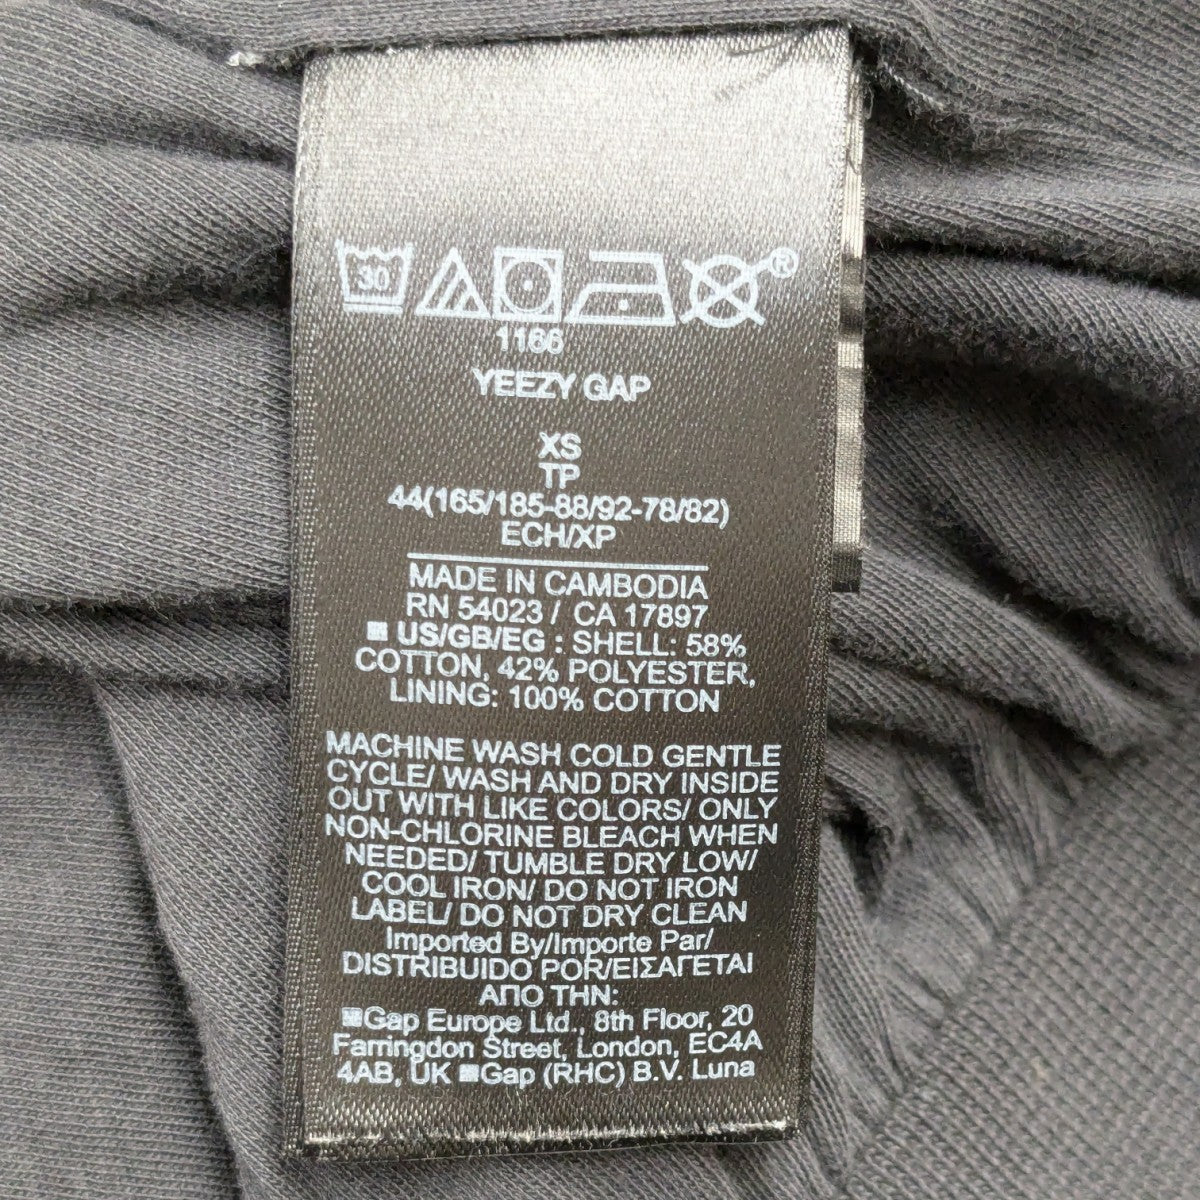 30 ®
1166
YEEZY GAP
XS
TP
44(165/185-88/92-78/82)
ECH/XP
MADE IN CAMBODIA
RN 54023 / CA 17897
US/GB/EG : SHELL: 58%
COTTON, 42% POLYESTER,
LINING: 100% COTTON
MACHINE WASH COLD GENTLE
CYCLE/ WASH AND DRY INSIDE
OUT WITH LIKE COLORS/ ONLY
NON-CHLORINE BLEACH WHEN
NEEDED/ TUMBLE DRY LOW/
COOL IRON/ DO NOT IRON
LABEL/ DO NOT DRY CLEAN
Imported By/Importe Par/
DISTRIBUIDO POR/ΕΙΣΑΓΕΤΑΙ
ΑΠΟ ΤΗΝ:
Gap Europe Ltd., 8th Floor, 20
Farringdon Street, London, EC4A
4AB, UK Gap (RHC) B.V. Luna